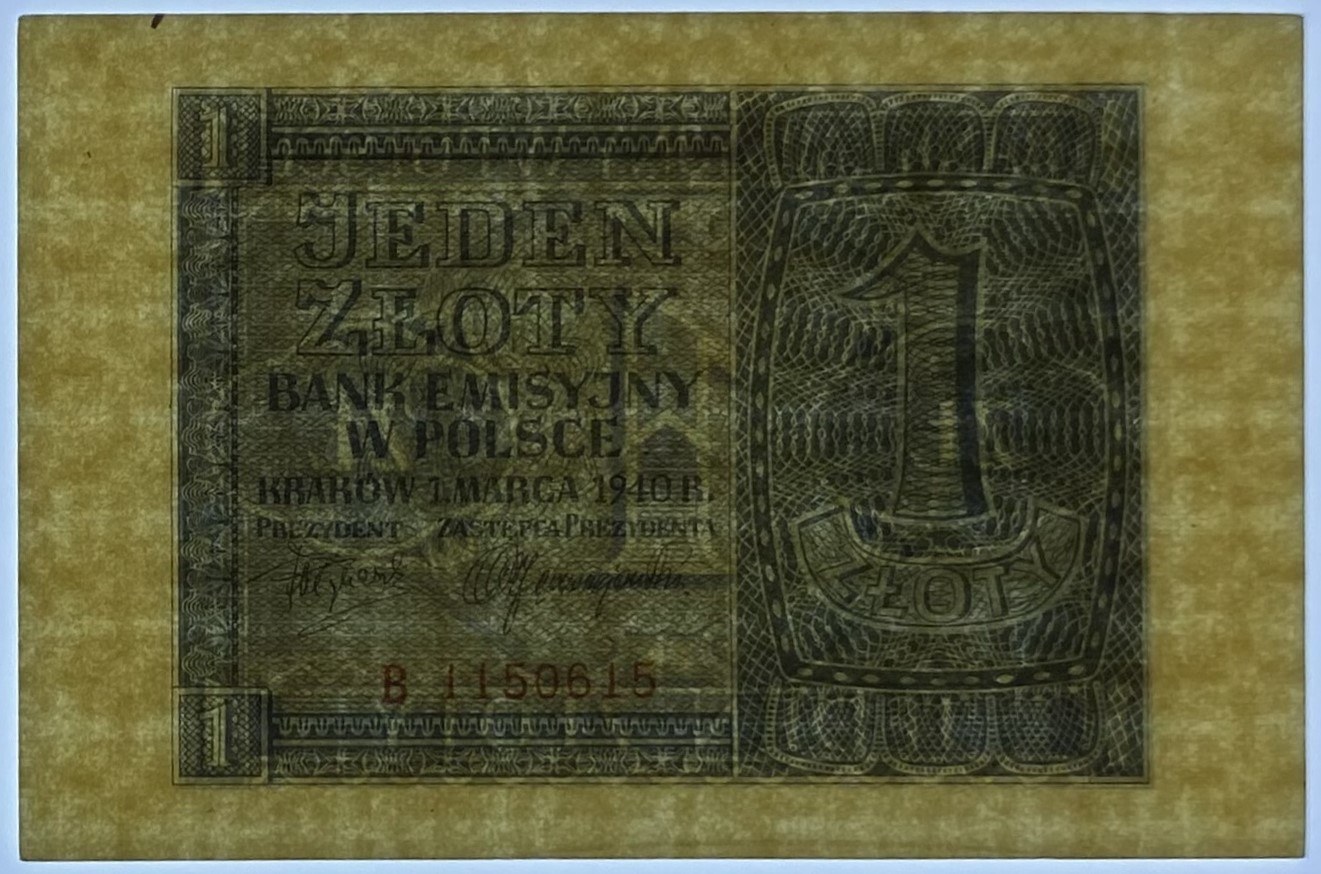 1
JEDEN
ZŁOTY
BANK EMISYJNY
W POLSCE
KRAKÓW 1. MARCA 1940 R.
PREZYDENT ZASTĘPCA PREZYDENTA
B 1150615
1
1
ZŁOTY